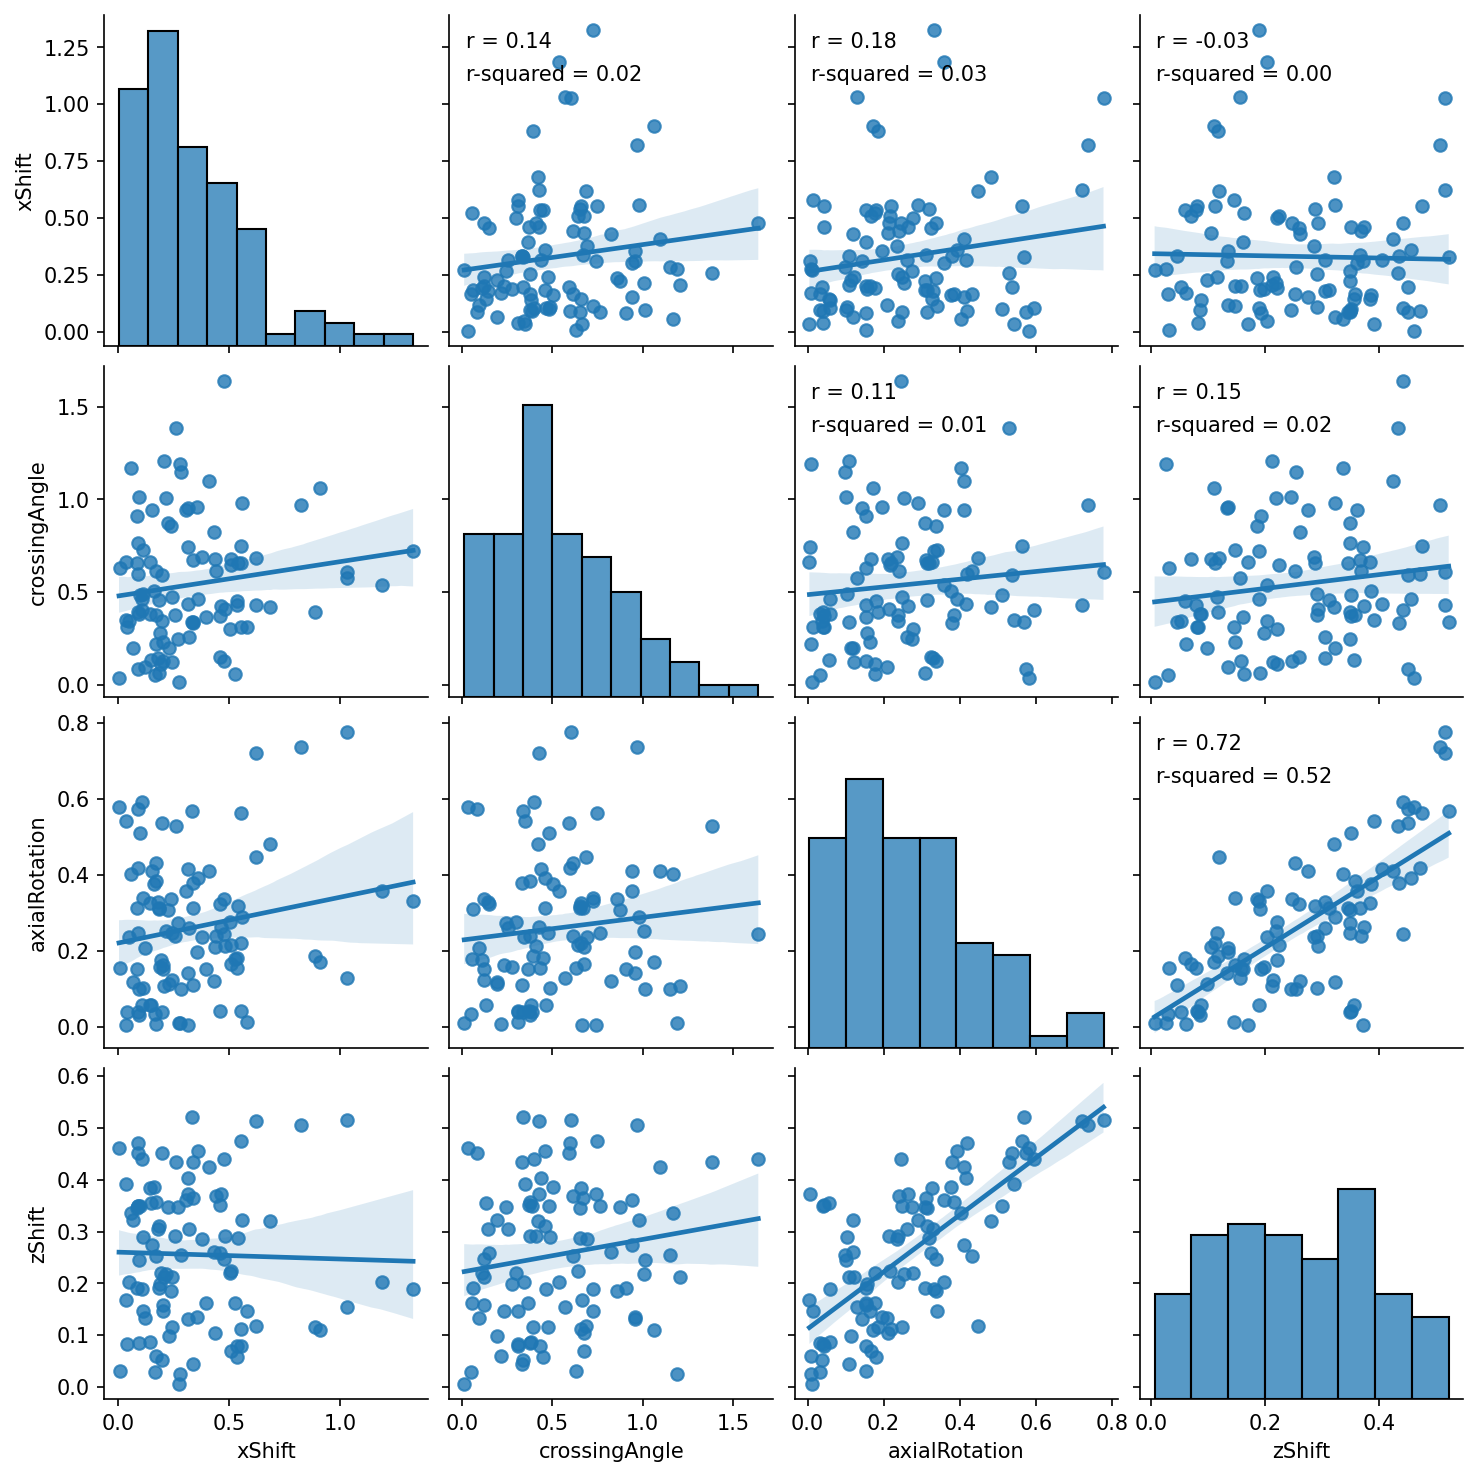 r = 0.14
r-squared = 0.02
r = 0.18
r-squared = 0.03
r = -0.03
r-squared = 0.00
1.25
1.00
0.75
0.50
0.25
0.00
xShift
r = 0.11
r-squared = 0.01
r = 0.15
r-squared = 0.02
1.5
1.0
0.5
0.0
crossingAngle
r = 0.72
r-squared = 0.52
0.8
0.6
0.4
0.2
0.0
axialRotation
0.6
0.5
0.4
0.3
0.2
0.1
0.0
zShift
0.0 0.5 1.0
xShift
0.0 0.5 1.0 1.5
crossingAngle
0.0 0.2 0.4 0.6 0.8
axialRotation
0.0 0.2 0.4
zShift